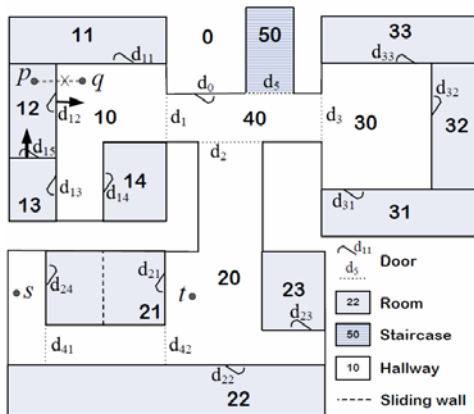 11
0
50
33
d11
d33
p
q
d0
d5
12
d12
d32
10
d1
40
d3
30
32
d15
d2
d13
14
d14
13
d31
31
d11
d5
Door
20
s
d24
d21
21
t
23
d23
22
Room
50
Staircase
d41
d42
10
Hallway
d22
22
Sliding wall